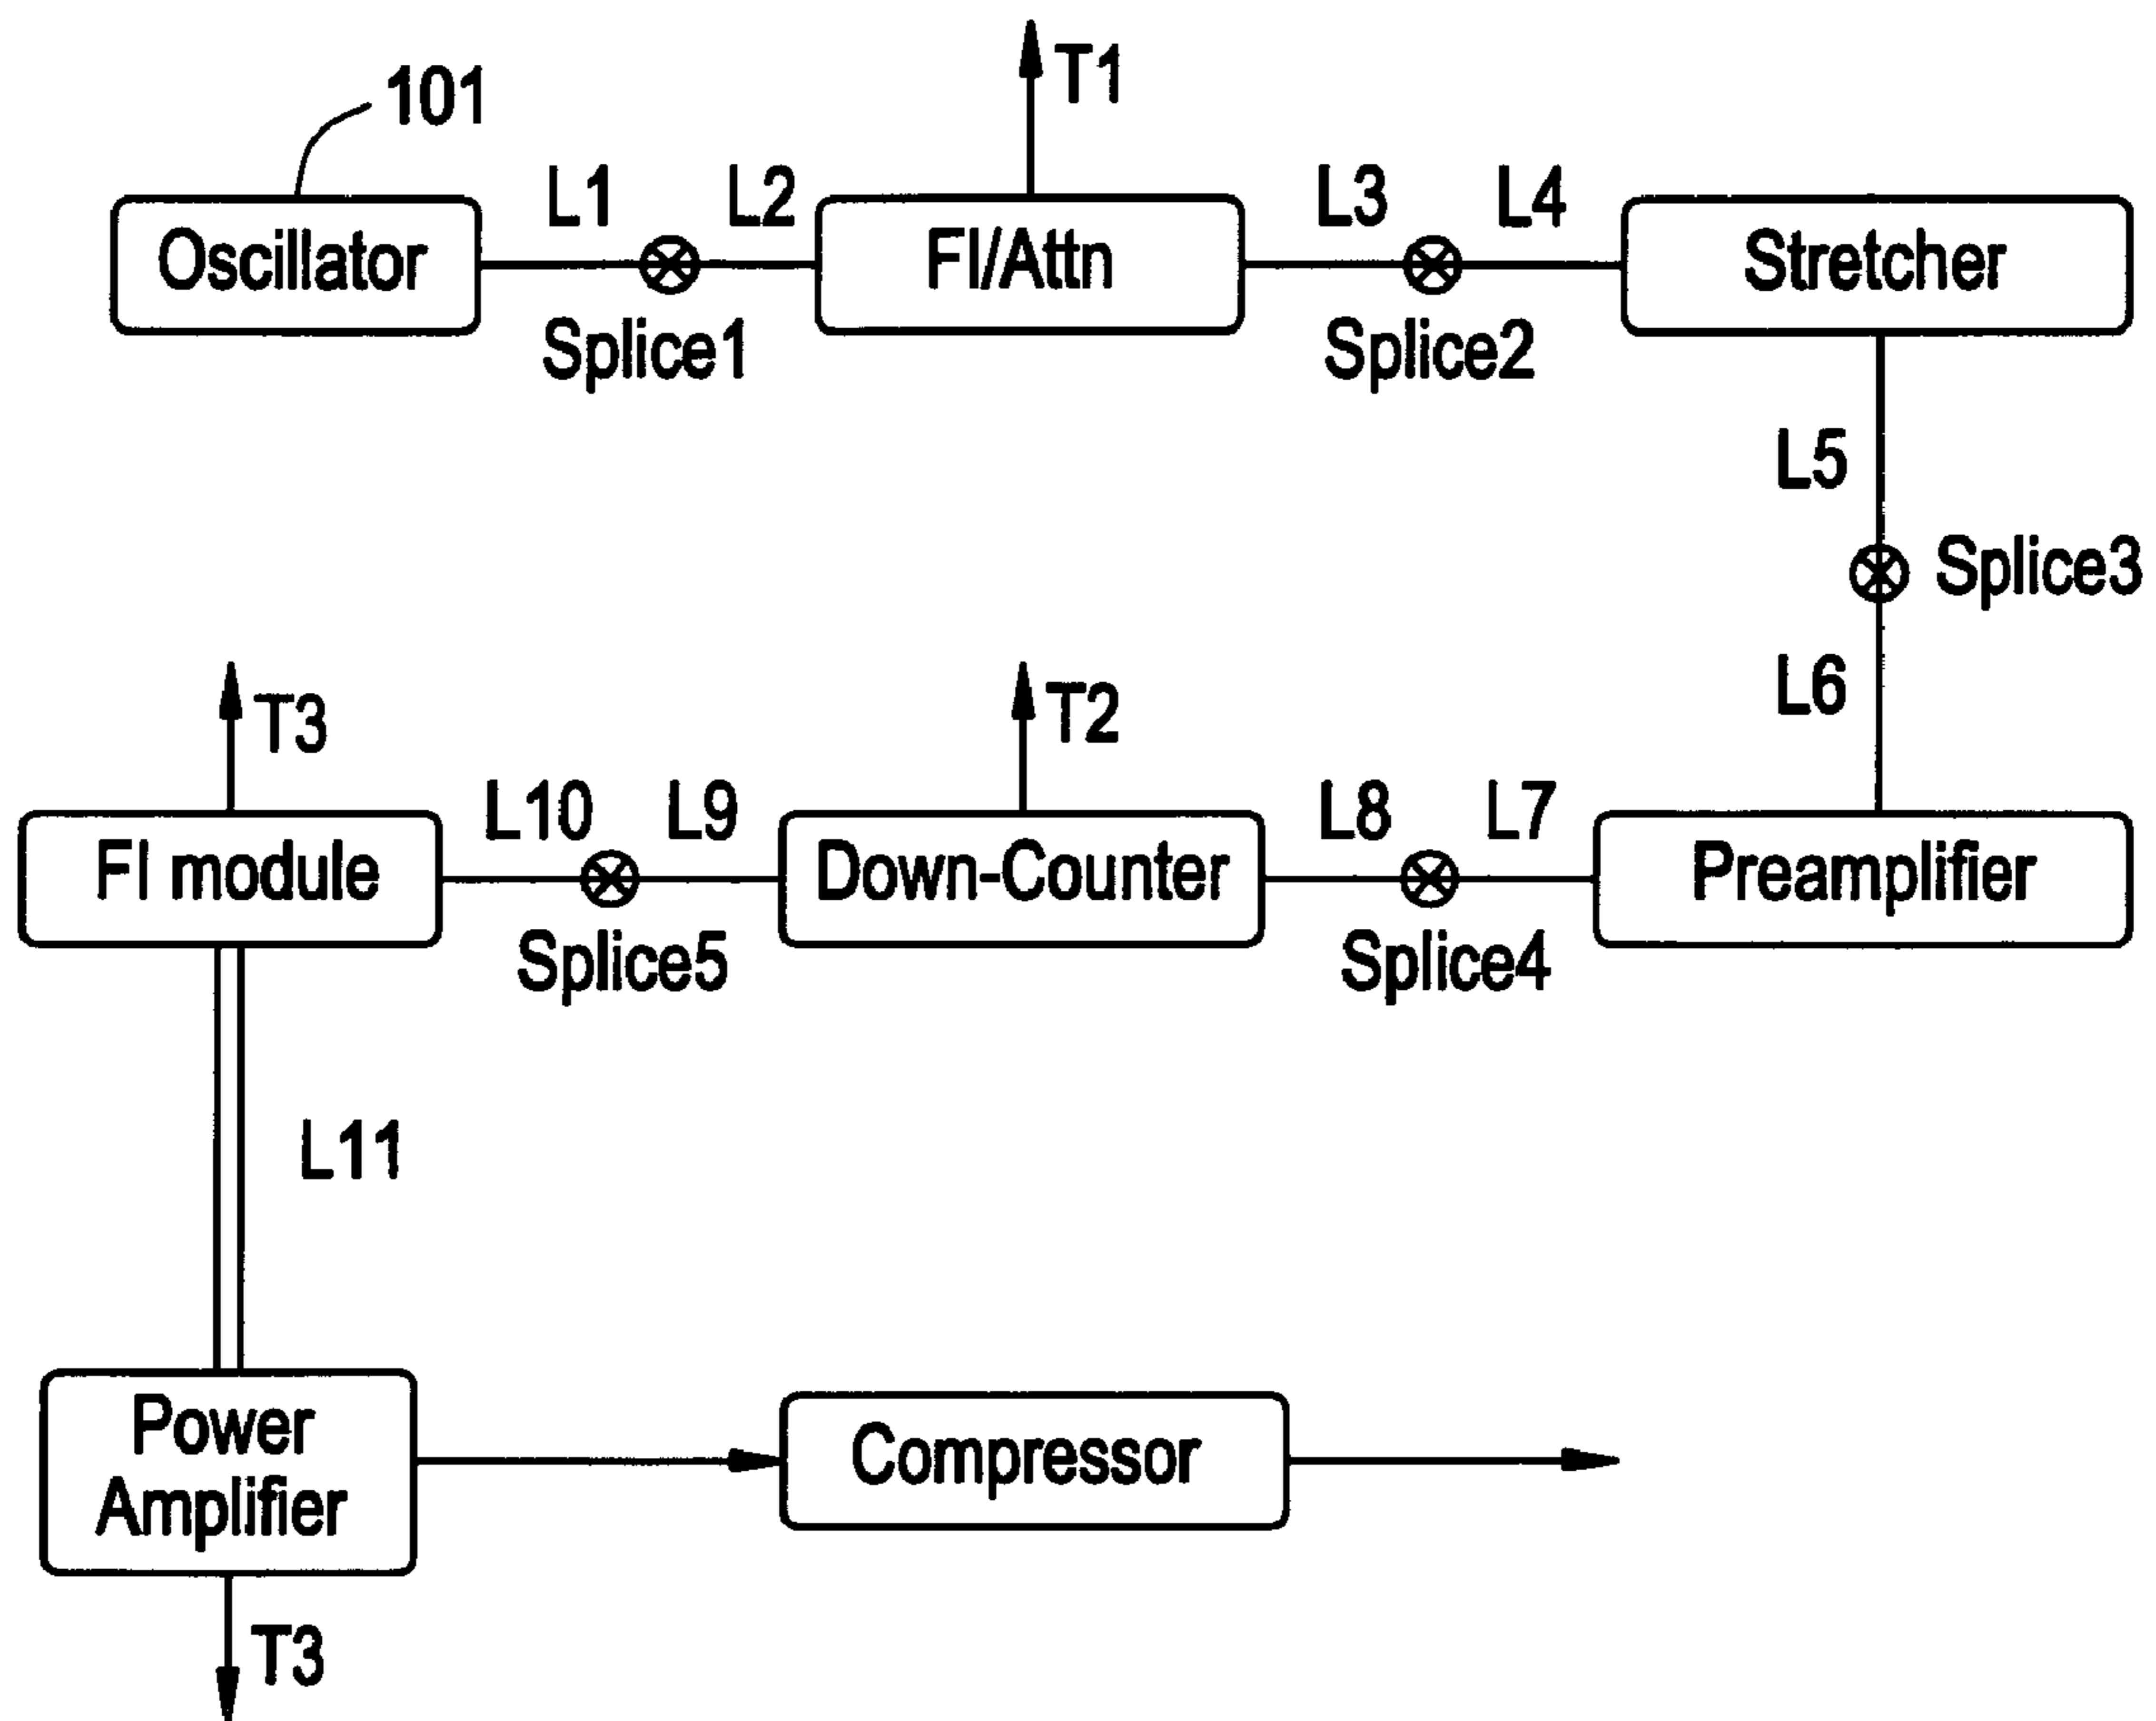 101
T1
L1
L2
L3
L4
Oscillator
FI/Attn
Stretcher
Splice1
Splice2
L5
Splice3
L6
T3
T2
L10
L9
L8
L7
FI module
Down-Counter
Preamplifier
Splice5
Splice4
L11
Power
Amplifier
Compressor
T3